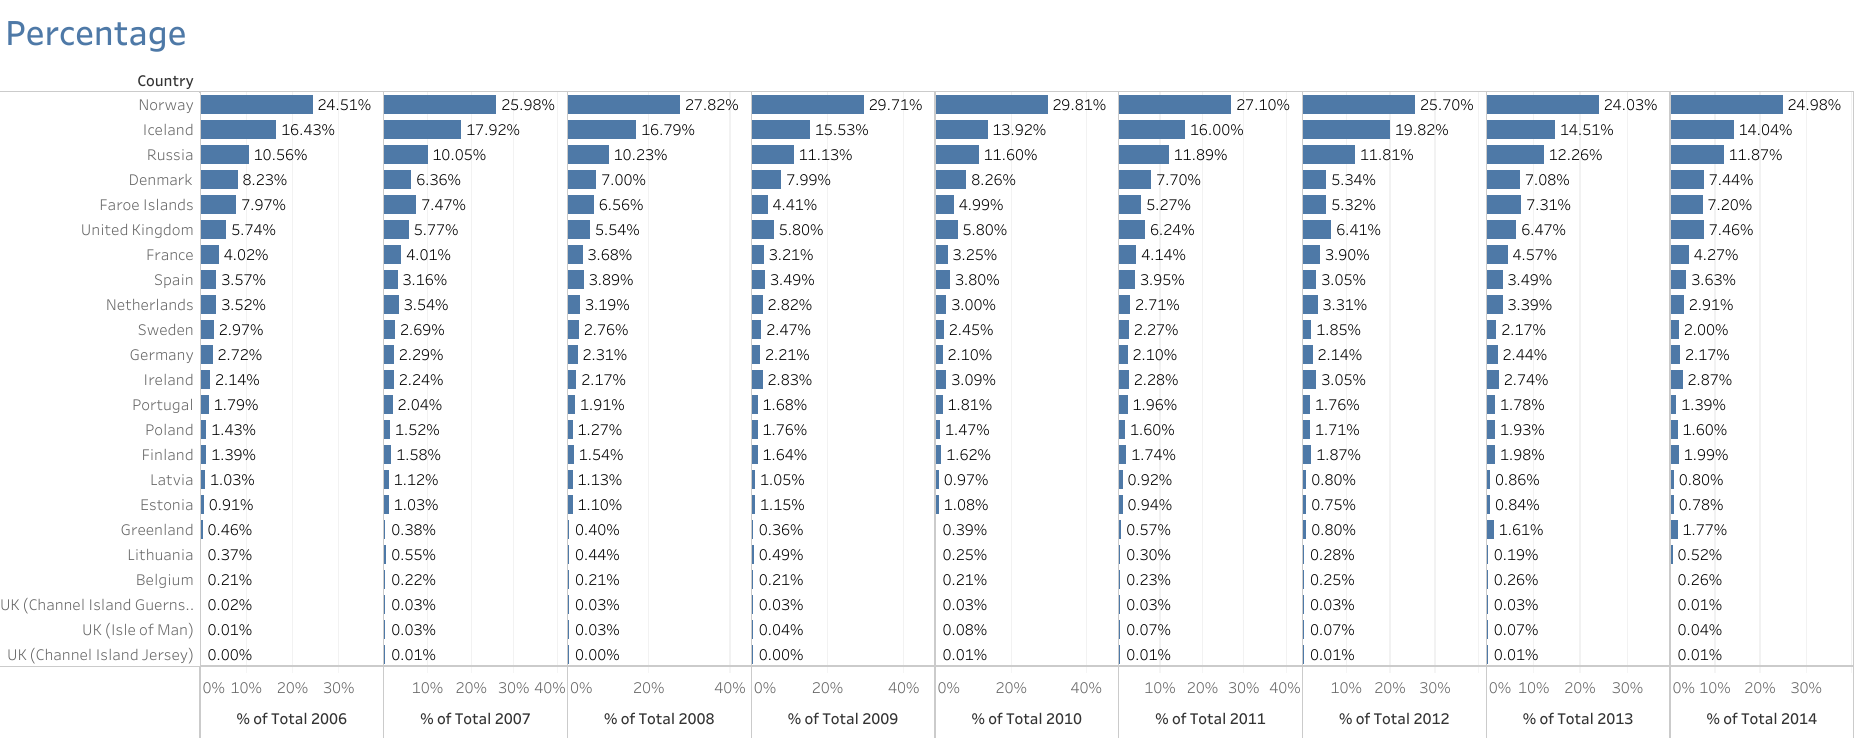 Percentage
Country
Norway 24.51% 25.98% 27.82% 29.71% 29.81% 27.10% 25.70% 24.03% 24.98%
Iceland 16.43% 17.92% 16.79% 15.53% 13.92% 16.00% 19.82% 14.51% 14.04%
Russia 10.56% 10.05% 10.23% 11.13% 11.60% 11.89% 11.81% 12.26% 11.87%
Denmark 8.23% 6.36% 7.00% 7.99% 8.26% 7.70% 5.34% 7.08% 7.44%
Faroe Islands 7.97% 7.47% 6.56% 4.41% 4.99% 5.27% 5.32% 7.31% 7.20%
United Kingdom 5.74% 5.77% 5.54% 5.80% 5.80% 6.24% 6.41% 6.47% 7.46%
France 4.02% 4.01% 3.68% 3.21% 3.25% 4.14% 3.90% 4.57% 4.27%
Spain 3.57% 3.16% 3.89% 3.49% 3.80% 3.95% 3.05% 3.49% 3.63%
Netherlands 3.52% 3.54% 3.19% 2.82% 3.00% 2.71% 3.31% 3.39% 2.91%
Sweden 2.97% 2.69% 2.76% 2.47% 2.45% 2.27% 1.85% 2.17% 2.00%
Germany 2.72% 2.29% 2.31% 2.21% 2.10% 2.10% 2.14% 2.44% 2.17%
Ireland 2.14% 2.24% 2.17% 2.83% 3.09% 2.28% 3.05% 2.74% 2.87%
Portugal 1.79% 2.04% 1.91% 1.68% 1.81% 1.96% 1.76% 1.78% 1.39%
Poland 1.43% 1.52% 1.27% 1.76% 1.47% 1.60% 1.71% 1.93% 1.60%
Finland 1.39% 1.58% 1.54% 1.64% 1.62% 1.74% 1.87% 1.98% 1.99%
Latvia 1.03% 1.12% 1.13% 1.05% 0.97% 0.92% 0.80% 0.86% 0.80%
Estonia 0.91% 1.03% 1.10% 1.15% 1.08% 0.94% 0.75% 0.84% 0.78%
Greenland 0.46% 0.38% 0.40% 0.36% 0.39% 0.57% 0.80% 1.61% 1.77%
Lithuania 0.37% 0.55% 0.44% 0.49% 0.25% 0.30% 0.28% 0.19% 0.52%
Belgium 0.21% 0.22% 0.21% 0.21% 0.21% 0.23% 0.25% 0.26% 0.26%
UK (Channel Island Guerns.. 0.02% 0.03% 0.03% 0.03% 0.03% 0.03% 0.03% 0.03% 0.01%
UK (Isle of Man) 0.01% 0.03% 0.03% 0.04% 0.08% 0.07% 0.07% 0.07% 0.04%
UK (Channel Island Jersey) 0.00% 0.01% 0.00% 0.00% 0.01% 0.01% 0.01% 0.01% 0.01%
0% 10% 20% 30% 10% 20% 30% 40% 0% 20% 40% 0% 20% 40% 0% 20% 40% 10% 20% 30% 40% 10% 20% 30% 0% 10% 20% 30% 0% 10% 20% 30%
% of Total 2006 % of Total 2007 % of Total 2008 % of Total 2009 % of Total 2010 % of Total 2011 % of Total 2012 % of Total 2013 % of Total 2014